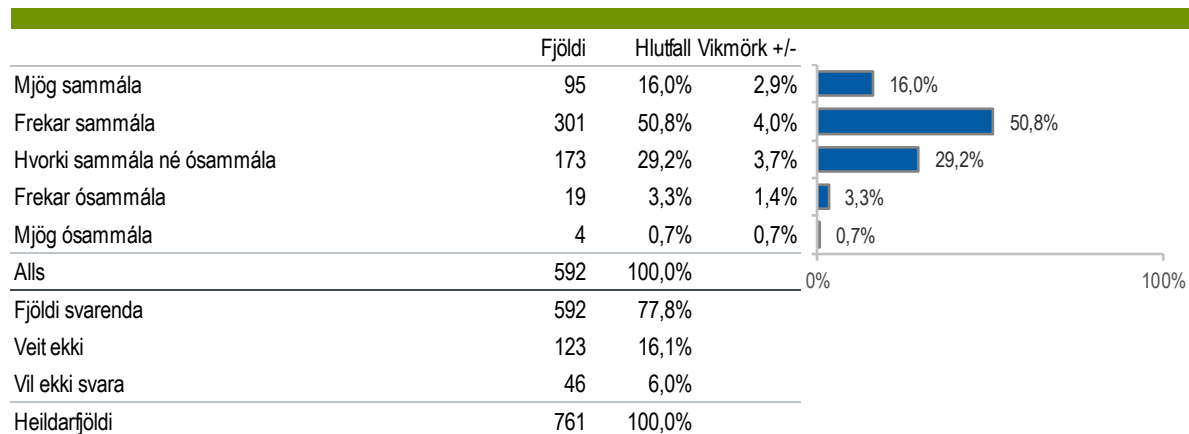 Fjöldi Hlutfall Vikmörk +/-
Mjög sammála 95 16,0% 2,9% 16,0%
Frekar sammála 301 50,8% 4,0% 50,8%
Hvorki sammála né ósammála 173 29,2% 3,7% 29,2%
Frekar ósammála 19 3,3% 1,4% 3,3%
Mjög ósammála 4 0,7% 0,7% 0,7%
Alls 592 100,0% 0% 100%
Fjöldi svarenda 592 77,8%
Veit ekki 123 16,1%
Vil ekki svara 46 6,0%
Heildarfjöldi 761 100,0%